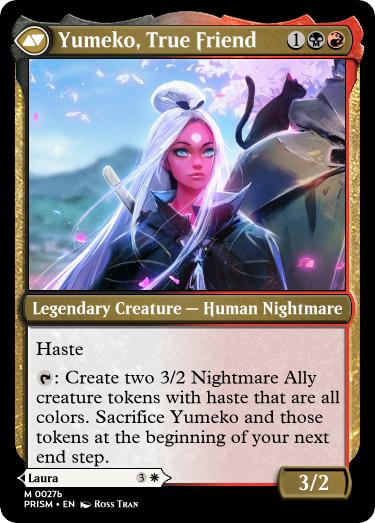 Yumeko, True Friend 1
Legendary Creature — Human Nightmare
Haste
: Create two 3/2 Nightmare Ally
creature tokens with haste that are all
colors. Sacrifice Yumeko and those
tokens at the beginning of your next
end step.
Laura 3
3/2
M 0027b
PRISM • EN Ross Tran